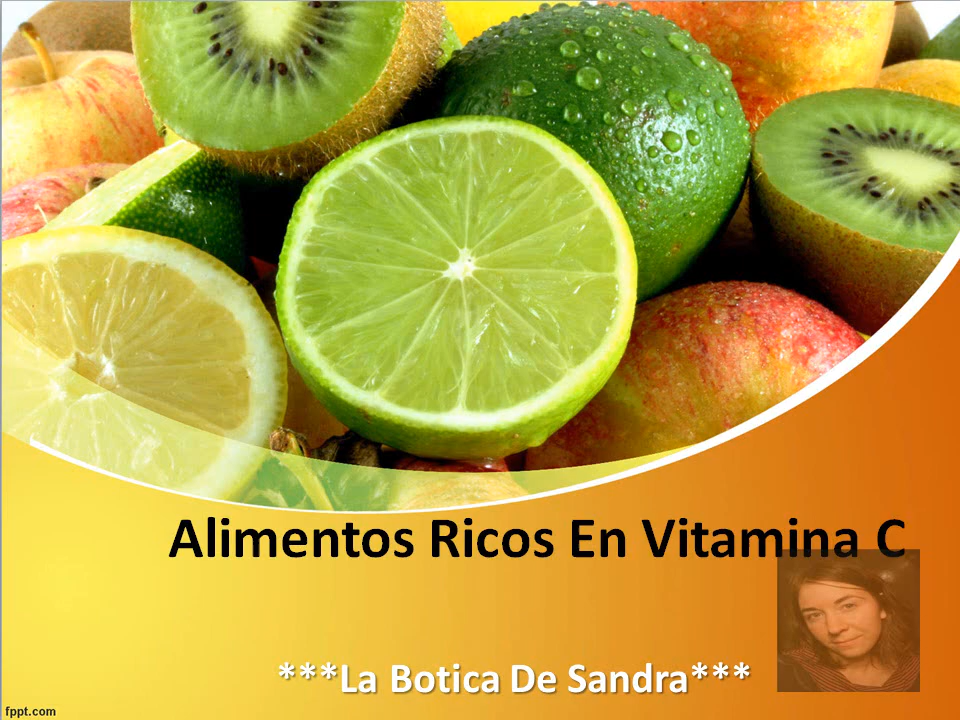 Alimentos Ricos En Vitamina C
***La Botica De Sandra***
fppt.com